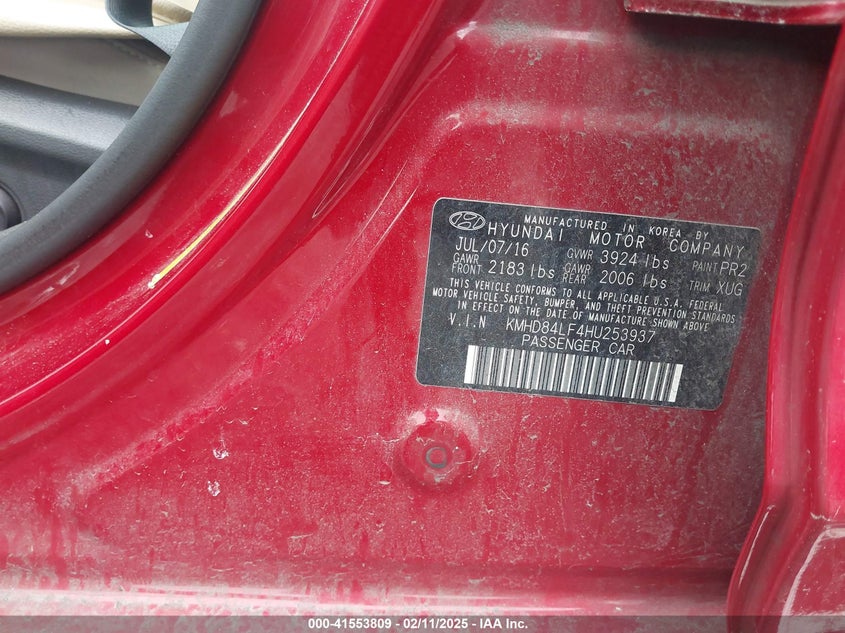 MANUFACTURED IN KOREA BY
HYUNDAI MOTOR COMPANY
JUL/07/16 GVWR 3924 lbs PAINT PR2
GAWR FRONT 2183 lbs GAWR REAR 2006 lbs TRIM XUG
THIS VEHICLE CONFORMS TO ALL APPLICABLE U.S.A. FEDERAL
MOTOR VEHICLE SAFETY, BUMPER, AND THEFT PREVENTION STANDARDS
IN EFFECT ON THE DATE OF MANUFACTURE SHOWN ABOVE
V.I.N KMHD84LF4HU253937
PASSENGER CAR
000-41553809 - 02/11/2025 - IAA Inc.